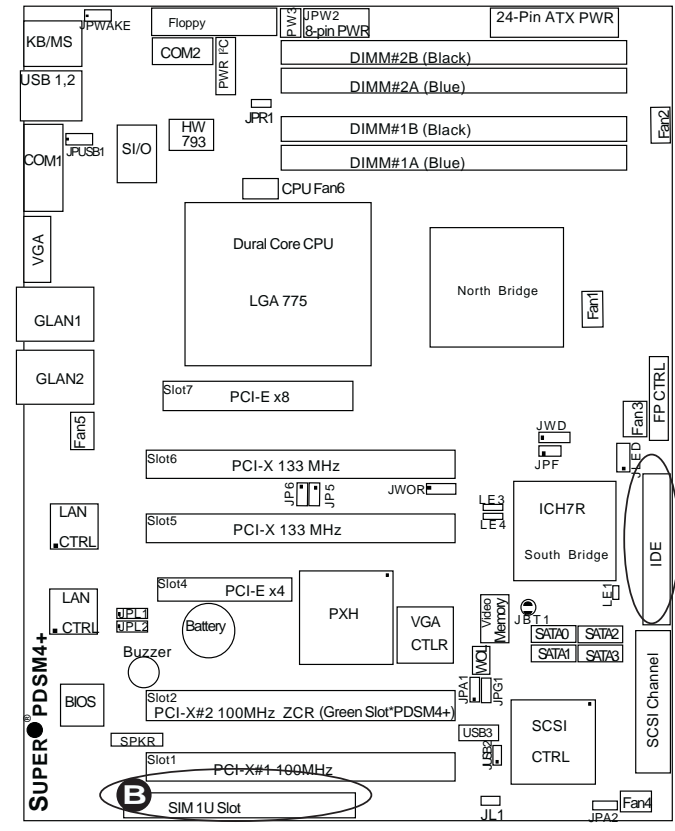 JPWAKE
Floppy
PW3
JPW2
8-pin PWR
24-Pin ATX PWR
KB/MS
COM2
PWR I²C
DIMM#2B (Black)
USB 1,2
DIMM#2A (Blue)
JPR1
Fan2
HW
793
DIMM#1B (Black)
JPUSB1
SI/O
COM1
DIMM#1A (Blue)
CPU Fan6
VGA
Dural Core CPU
North Bridge
LGA 775
Fan1
GLAN1
GLAN2
Slot7
PCI-E x8
FP CTRL
Fan3
Fan5
JWD
JPF
JLED
Slot6
PCI-X 133 MHz
JP6
JP5
JWOR
LE3
LE4
ICH7R
LAN
CTRL
Slot5
PCI-X 133 MHz
South Bridge
IDE
Slot4
PCI-E x4
LE1
LAN
CTRL
JPL1
JPL2
Battery
PXH
VGA
CTLR
Video
Memory
JBT1
SATA0
SATA2
SATA1
SATA3
Buzzer
WOL
SCSI Channel
BIOS
JPA1
JPG1
Slot2
PCI-X#2 100MHz ZCR (Green Slot*PDSM4+)
SCSI
CTRL
USB3
SPKR
JUSB2
Slot1
PCI-X#1 100MHz
SUPER® PDSM4+
B
SIM 1U Slot
JL1
JPA2
Fan4